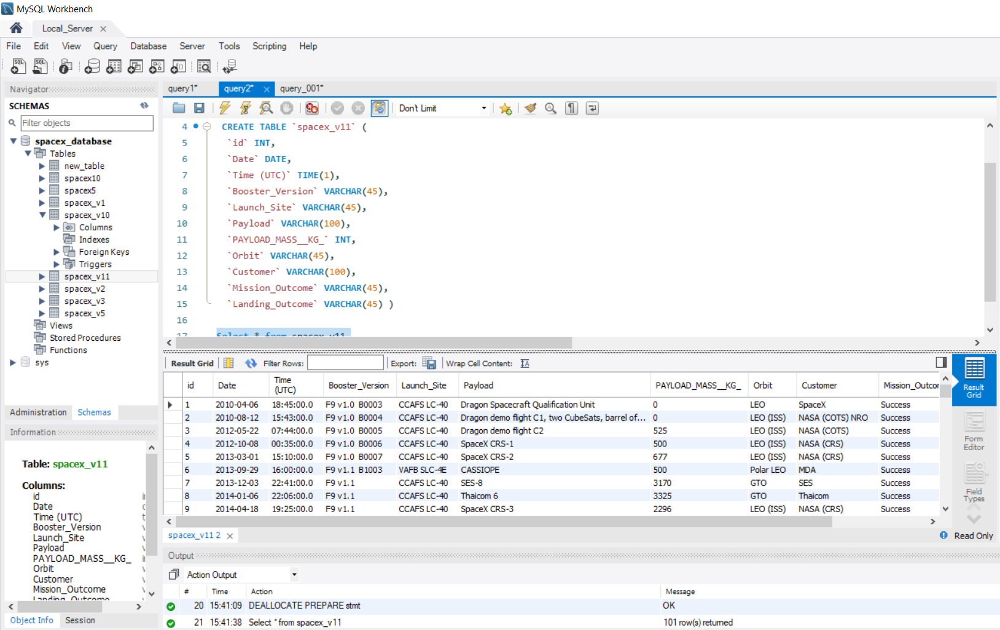 MySQL Workbench
Local_Server
File Edit View Query Database Server Tools Scripting Help
Navigator
SCHEMAS
Filter objects
spacex_database
Tables
new_table
spacex10
spacex5
spacex_v1
spacex_v10
Columns
Indexes
Foreign Keys
Triggers
spacex_v11
spacex_v2
spacex_v3
spacex_v5
Views
Stored Procedures
Functions
sys
Administration Schemas
Information
Table: spacex_v11
Columns:
id
Date
Time (UTC)
Booster_Version
Launch_Site
Payload
PAYLOAD_MASS__KG_
Orbit
Customer
Mission_Outcome
Landing_Outcome
Object Info Session
query1* query2* query_001*
Don't Limit
4 CREATE TABLE `spacex_v11` (
5 `id` INT,
6 `Date` DATE,
7 `Time (UTC)` TIME(1),
8 `Booster_Version` VARCHAR(45),
9 `Launch_Site` VARCHAR(45),
10 `Payload` VARCHAR(100),
11 `PAYLOAD_MASS__KG_` INT,
12 `Orbit` VARCHAR(45),
13 `Customer` VARCHAR(100),
14 `Mission_Outcome` VARCHAR(45),
15 `Landing_Outcome` VARCHAR(45) )
16
17 Select * from spacex_v11
Result Grid Filter Rows: Export: Wrap Cell Content:
id Date Time (UTC) Booster_Version Launch_Site Payload PAYLOAD_MASS__KG_ Orbit Customer Mission_Outcor
1 2010-04-06 18:45:00.0 F9 v1.0 B0003 CCAFS LC-40 Dragon Spacecraft Qualification Unit 0 LEO SpaceX Success
2 2010-08-12 15:43:00.0 F9 v1.0 B0004 CCAFS LC-40 Dragon demo flight C1, two CubeSats, barrel of... 0 LEO (ISS) NASA (COTS) NRO Success
3 2012-05-22 07:44:00.0 F9 v1.0 B0005 CCAFS LC-40 Dragon demo flight C2 525 LEO (ISS) NASA (COTS) Success
4 2012-10-08 00:35:00.0 F9 v1.0 B0006 CCAFS LC-40 SpaceX CRS-1 500 LEO (ISS) NASA (CRS) Success
5 2013-03-01 15:10:00.0 F9 v1.0 B0007 CCAFS LC-40 SpaceX CRS-2 677 LEO (ISS) NASA (CRS) Success
6 2013-09-29 16:00:00.0 F9 v1.1 B1003 VAFB SLC-4E CASSIOPE 500 Polar LEO MDA Success
7 2013-12-03 22:41:00.0 F9 v1.1 CCAFS LC-40 SES-8 3170 GTO SES Success
8 2014-01-06 22:06:00.0 F9 v1.1 CCAFS LC-40 Thaicom 6 3325 GTO Thaicom Success
9 2014-04-18 19:25:00.0 F9 v1.1 CCAFS LC-40 SpaceX CRS-3 2296 LEO (ISS) NASA (CRS) Success
Result Grid
Form Editor
Field Types
spacex_v11 2
Read Only
Output
Action Output
# Time Action Message
20 15:41:09 DEALLOCATE PREPARE stmt OK
21 15:41:38 Select * from spacex_v11 101 row(s) returned